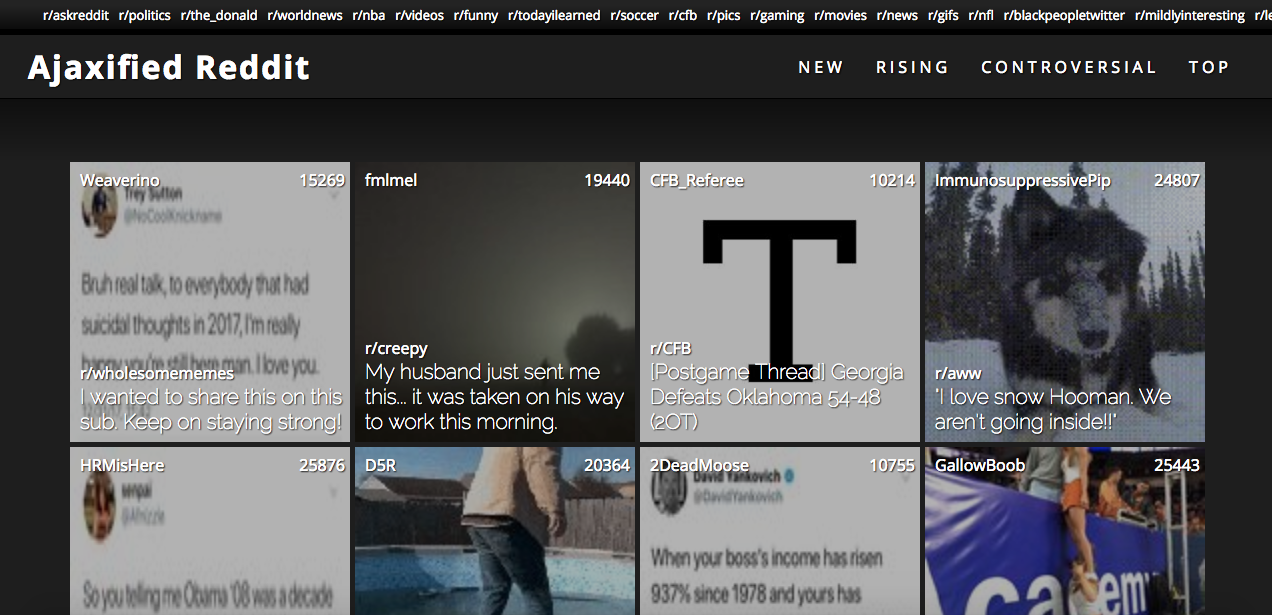 r/askreddit r/politics r/the_donald r/worldnews r/nba r/videos r/funny r/todayilearned r/soccer r/cfb r/pics r/gaming r/movies r/news r/gifs r/nfl r/blackpeopletwitter r/mildlyinteresting
Ajaxified Reddit
NEW RISING CONTROVERSIAL TOP
Weaverino 15269
Trey Sutton
@NoCoolKnickname
Bruh real talk, to everybody that had
suicidal thoughts in 2017, I'm really
happy you're still here man. I love you.
r/wholesomememes
I wanted to share this on this
sub. Keep on staying strong!
fmlmel 19440
r/creepy
My husband just sent me
this... it was taken on his way
to work this morning.
CFB_Referee 10214
T
r/CFB
[Postgame Thread] Georgia
Defeats Oklahoma 54-48
(2OT)
ImmunosuppressivePip 24807
r/aww
"I love snow Hooman. We
aren't going inside!!"
HRMisHere 25876
senpai
So you telling me Obama '08 was a decade
D5R 20364
2DeadMoose 10755
David Yankovich
@DavidYankovich
When your boss's income has risen
937% since 1978 and yours has
GallowBoob 25443